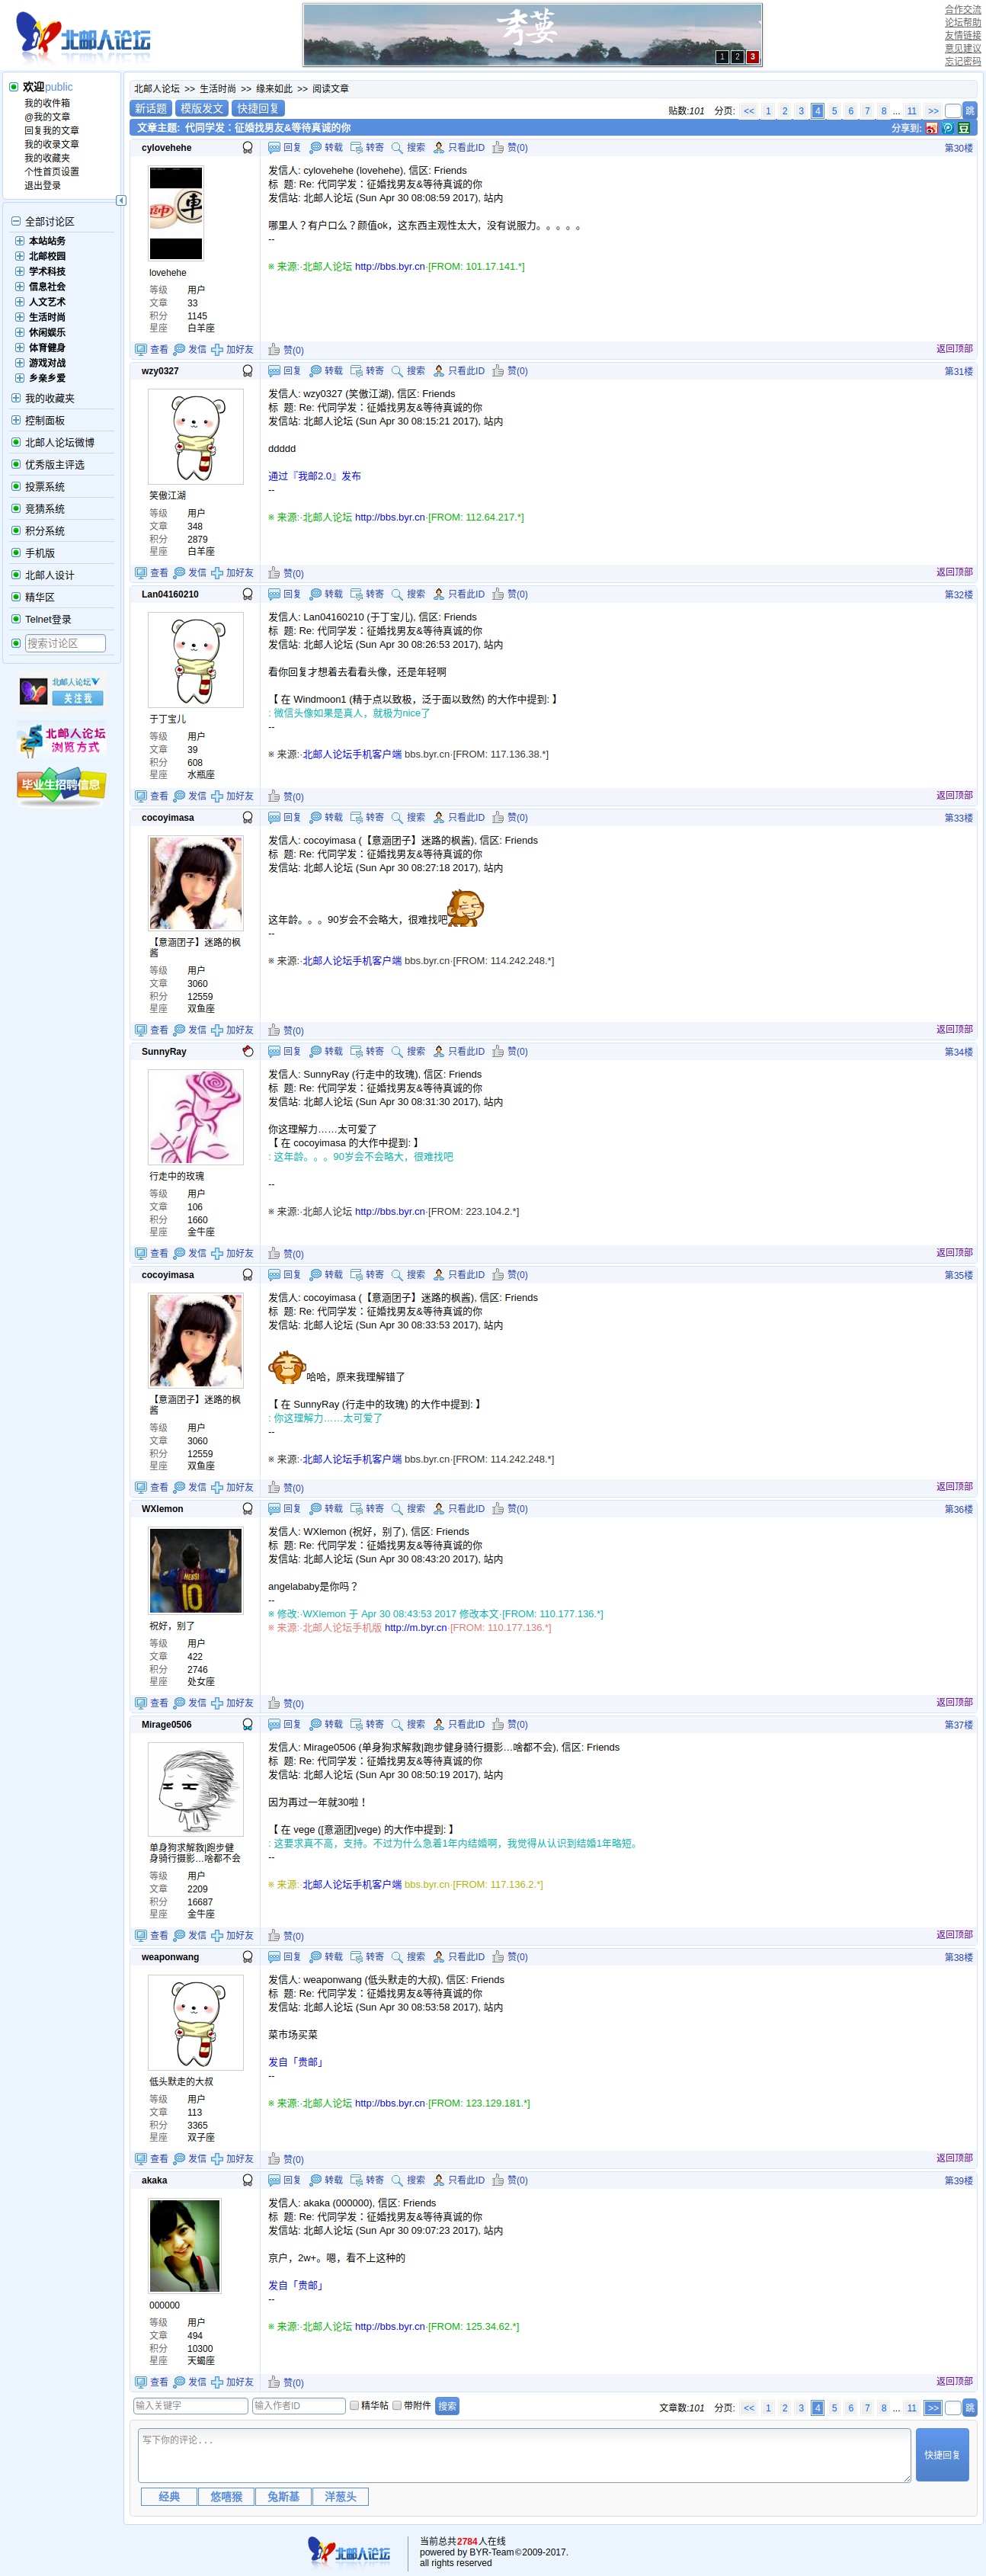 北邮人论坛
考葽
1 2 3
合作交流
论坛帮助
友情链接
意见建议
忘记密码
欢迎public
我的收件箱
@我的文章
回复我的文章
我的收录文章
我的收藏夹
个性首页设置
退出登录
全部讨论区
本站站务
北邮校园
学术科技
信息社会
人文艺术
生活时尚
休闲娱乐
体育健身
游戏对战
乡亲乡爱
我的收藏夹
控制面板
北邮人论坛微博
优秀版主评选
投票系统
竞猜系统
积分系统
手机版
北邮人设计
精华区
Telnet登录
搜索讨论区
北邮人论坛
关注我
北邮人论坛
浏览方式
毕业生招聘信息
北邮人论坛 >> 生活时尚 >> 缘来如此 >> 阅读文章
新话题 模版发文 快捷回复
贴数:101 分页: << 1 2 3 4 5 6 7 8 ... 11 >> 跳
文章主题: 代同学发：征婚找男友&等待真诚的你
分享到:
cylovehehe
回复 转载 转寄 搜索 只看此ID 赞(0)
第30楼
lovehehe
等级 用户
文章 33
积分 1145
星座 白羊座
发信人: cylovehehe (lovehehe), 信区: Friends
标  题: Re: 代同学发：征婚找男友&等待真诚的你
发信站: 北邮人论坛 (Sun Apr 30 08:08:59 2017), 站内
哪里人？有户口么？颜值ok，这东西主观性太大，没有说服力。。。。。
--
※ 来源:·北邮人论坛 http://bbs.byr.cn·[FROM: 101.17.141.*]
查看 发信 加好友 赞(0) 返回顶部
wzy0327
回复 转载 转寄 搜索 只看此ID 赞(0)
第31楼
笑傲江湖
等级 用户
文章 348
积分 2879
星座 白羊座
发信人: wzy0327 (笑傲江湖), 信区: Friends
标  题: Re: 代同学发：征婚找男友&等待真诚的你
发信站: 北邮人论坛 (Sun Apr 30 08:15:21 2017), 站内
ddddd
通过『我邮2.0』发布
--
※ 来源:·北邮人论坛 http://bbs.byr.cn·[FROM: 112.64.217.*]
查看 发信 加好友 赞(0) 返回顶部
Lan04160210
回复 转载 转寄 搜索 只看此ID 赞(0)
第32楼
于丁宝儿
等级 用户
文章 39
积分 608
星座 水瓶座
发信人: Lan04160210 (于丁宝儿), 信区: Friends
标  题: Re: 代同学发：征婚找男友&等待真诚的你
发信站: 北邮人论坛 (Sun Apr 30 08:26:53 2017), 站内
看你回复才想着去看看头像，还是年轻啊
【 在 Windmoon1 (精于点以致极，泛于面以致然) 的大作中提到: 】
: 微信头像如果是真人，就极为nice了
--
※ 来源:·北邮人论坛手机客户端 bbs.byr.cn·[FROM: 117.136.38.*]
查看 发信 加好友 赞(0) 返回顶部
cocoyimasa
回复 转载 转寄 搜索 只看此ID 赞(0)
第33楼
【意涵团子】迷路的枫
酱
等级 用户
文章 3060
积分 12559
星座 双鱼座
发信人: cocoyimasa (【意涵团子】迷路的枫酱), 信区: Friends
标  题: Re: 代同学发：征婚找男友&等待真诚的你
发信站: 北邮人论坛 (Sun Apr 30 08:27:18 2017), 站内
这年龄。。。90岁会不会略大，很难找吧
--
※ 来源:·北邮人论坛手机客户端 bbs.byr.cn·[FROM: 114.242.248.*]
查看 发信 加好友 赞(0) 返回顶部
SunnyRay
回复 转载 转寄 搜索 只看此ID 赞(0)
第34楼
行走中的玫瑰
等级 用户
文章 106
积分 1660
星座 金牛座
发信人: SunnyRay (行走中的玫瑰), 信区: Friends
标  题: Re: 代同学发：征婚找男友&等待真诚的你
发信站: 北邮人论坛 (Sun Apr 30 08:31:30 2017), 站内
你这理解力……太可爱了
【 在 cocoyimasa 的大作中提到: 】
: 这年龄。。。90岁会不会略大，很难找吧
--
※ 来源:·北邮人论坛 http://bbs.byr.cn·[FROM: 223.104.2.*]
查看 发信 加好友 赞(0) 返回顶部
cocoyimasa
回复 转载 转寄 搜索 只看此ID 赞(0)
第35楼
【意涵团子】迷路的枫
酱
等级 用户
文章 3060
积分 12559
星座 双鱼座
发信人: cocoyimasa (【意涵团子】迷路的枫酱), 信区: Friends
标  题: Re: 代同学发：征婚找男友&等待真诚的你
发信站: 北邮人论坛 (Sun Apr 30 08:33:53 2017), 站内
哈哈，原来我理解错了
【 在 SunnyRay (行走中的玫瑰) 的大作中提到: 】
: 你这理解力……太可爱了
--
※ 来源:·北邮人论坛手机客户端 bbs.byr.cn·[FROM: 114.242.248.*]
查看 发信 加好友 赞(0) 返回顶部
WXlemon
回复 转载 转寄 搜索 只看此ID 赞(0)
第36楼
MESSI
10
祝好，别了
等级 用户
文章 422
积分 2746
星座 处女座
发信人: WXlemon (祝好，别了), 信区: Friends
标  题: Re: 代同学发：征婚找男友&等待真诚的你
发信站: 北邮人论坛 (Sun Apr 30 08:43:20 2017), 站内
angelababy是你吗？
--
※ 修改:·WXlemon 于 Apr 30 08:43:53 2017 修改本文·[FROM: 110.177.136.*]
※ 来源:·北邮人论坛手机版 http://m.byr.cn·[FROM: 110.177.136.*]
查看 发信 加好友 赞(0) 返回顶部
Mirage0506
回复 转载 转寄 搜索 只看此ID 赞(0)
第37楼
单身狗求解救|跑步健
身骑行摄影…啥都不会
等级 用户
文章 2209
积分 16687
星座 金牛座
发信人: Mirage0506 (单身狗求解救|跑步健身骑行摄影…啥都不会), 信区: Friends
标  题: Re: 代同学发：征婚找男友&等待真诚的你
发信站: 北邮人论坛 (Sun Apr 30 08:50:19 2017), 站内
因为再过一年就30啦！
【 在 vege ([意涵团]vege) 的大作中提到: 】
: 这要求真不高，支持。不过为什么急着1年内结婚啊，我觉得从认识到结婚1年略短。
--
※ 来源:·北邮人论坛手机客户端 bbs.byr.cn·[FROM: 117.136.2.*]
查看 发信 加好友 赞(0) 返回顶部
weaponwang
回复 转载 转寄 搜索 只看此ID 赞(0)
第38楼
低头默走的大叔
等级 用户
文章 113
积分 3365
星座 双子座
发信人: weaponwang (低头默走的大叔), 信区: Friends
标  题: Re: 代同学发：征婚找男友&等待真诚的你
发信站: 北邮人论坛 (Sun Apr 30 08:53:58 2017), 站内
菜市场买菜
发自「贵邮」
--
※ 来源:·北邮人论坛 http://bbs.byr.cn·[FROM: 123.129.181.*]
查看 发信 加好友 赞(0) 返回顶部
akaka
回复 转载 转寄 搜索 只看此ID 赞(0)
第39楼
000000
等级 用户
文章 494
积分 10300
星座 天蝎座
发信人: akaka (000000), 信区: Friends
标  题: Re: 代同学发：征婚找男友&等待真诚的你
发信站: 北邮人论坛 (Sun Apr 30 09:07:23 2017), 站内
京户，2w+。嗯，看不上这种的
发自「贵邮」
--
※ 来源:·北邮人论坛 http://bbs.byr.cn·[FROM: 125.34.62.*]
查看 发信 加好友 赞(0) 返回顶部
输入关键字 输入作者ID 精华帖 带附件 搜索
文章数:101 分页: << 1 2 3 4 5 6 7 8 ... 11 >> 跳
写下你的评论...
快捷回复
经典 悠嘻猴 兔斯基 洋葱头
北邮人论坛
当前总共2784人在线
powered by BYR-Team©2009-2017.
all rights reserved